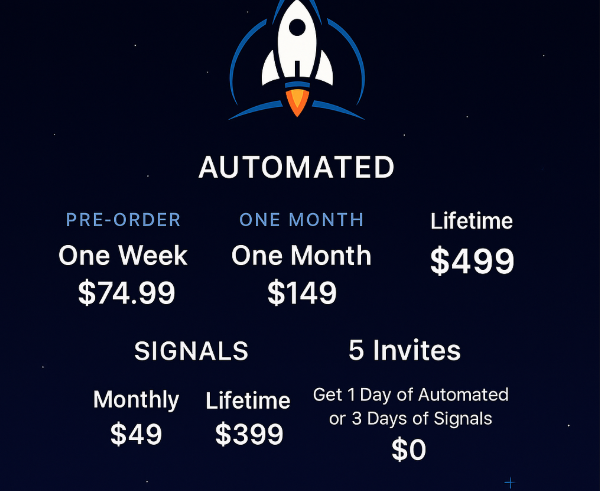 AUTOMATED
PRE-ORDER
One Week
$74.99
ONE MONTH
One Month
$149
Lifetime
$499
SIGNALS
Monthly
$49
Lifetime
$399
5 Invites
Get 1 Day of Automated
or 3 Days of Signals
$0